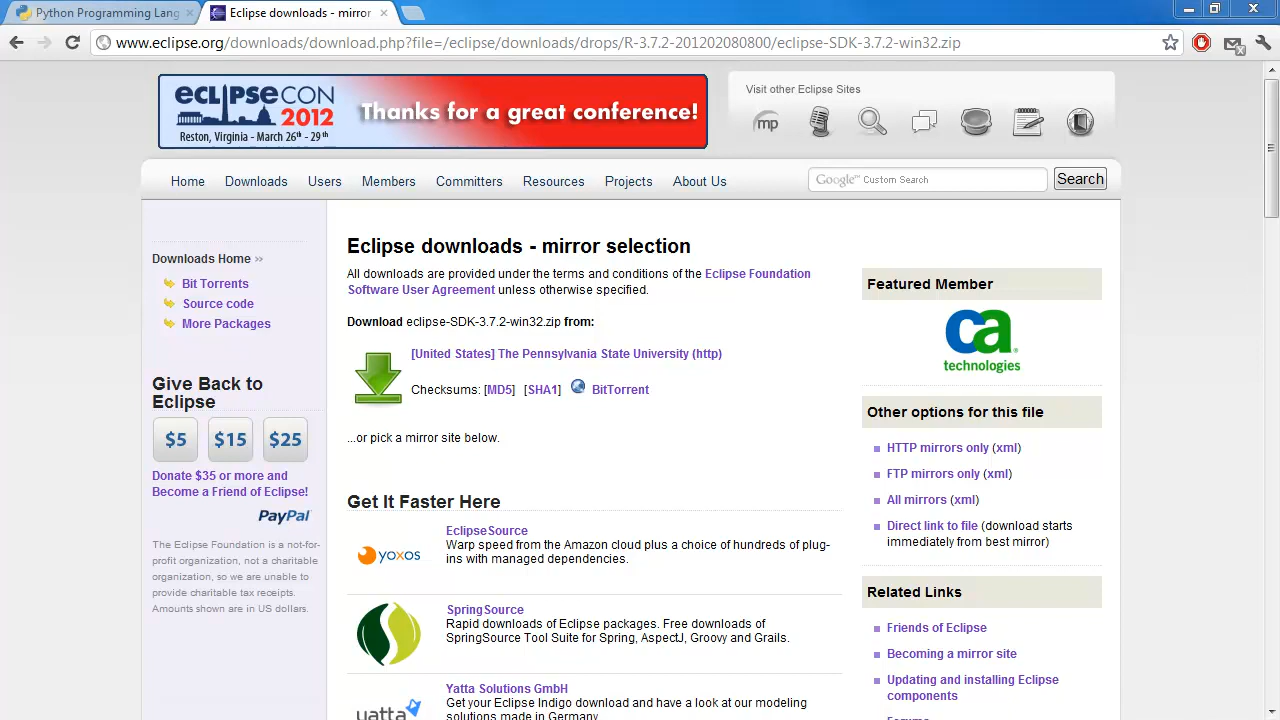 Python Programming Lang
Eclipse downloads - mirror
www.eclipse.org/downloads/download.php?file=/eclipse/downloads/drops/R-3.7.2-201202080800/eclipse-SDK-3.7.2-win32.zip
eclipsecon
2012
Reston, Virginia - March 26th - 29th
Thanks for a great conference!
Visit other Eclipse Sites
mp
Home Downloads Users Members Committers Resources Projects About Us
Google™ Custom Search
Search
Downloads Home »
Bit Torrents
Source code
More Packages
Give Back to
Eclipse
$5 $15 $25
Donate $35 or more and
Become a Friend of Eclipse!
PayPal
The Eclipse Foundation is a not-for-
profit organization, not a charitable
organization, so we are unable to
provide charitable tax receipts.
Amounts shown are in US dollars.
Eclipse downloads - mirror selection
All downloads are provided under the terms and conditions of the Eclipse Foundation
Software User Agreement unless otherwise specified.
Download eclipse-SDK-3.7.2-win32.zip from:
[United States] The Pennsylvania State University (http)
Checksums: [MD5] [SHA1] BitTorrent
...or pick a mirror site below.
Get It Faster Here
yoxos
EclipseSource
Warp speed from the Amazon cloud plus a choice of hundreds of plug-
ins with managed dependencies.
SpringSource
Rapid downloads of Eclipse packages. Free downloads of
SpringSource Tool Suite for Spring, AspectJ, Groovy and Grails.
yatta
Yatta Solutions GmbH
Get your Eclipse Indigo download and have a look at our modeling
solutions made in Germany
Featured Member
ca
technologies
Other options for this file
HTTP mirrors only (xml)
FTP mirrors only (xml)
All mirrors (xml)
Direct link to file (download starts
immediately from best mirror)
Related Links
Friends of Eclipse
Becoming a mirror site
Updating and installing Eclipse
components